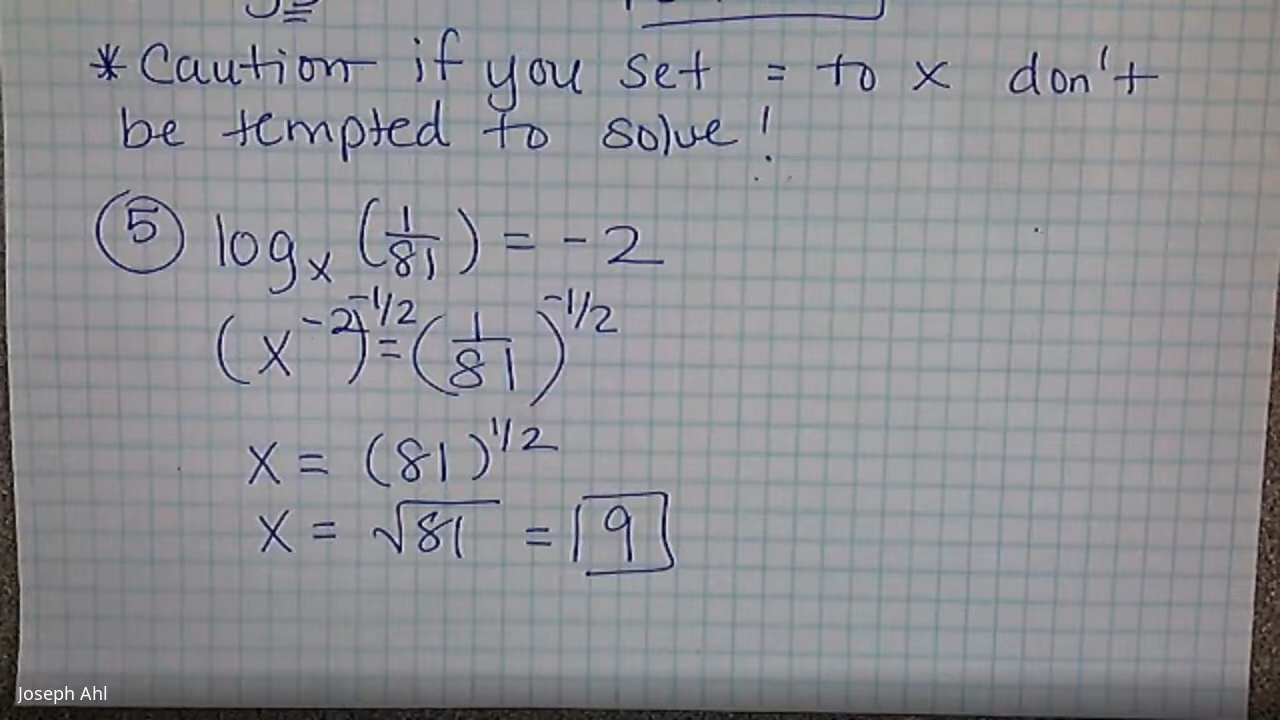 * Caution if you set = to x don't
be tempted to solve!
(5) log_x (1/81) = -2
(x^-2)^-1/2 = (1/81)^-1/2
x = (81)^1/2
x = √81 = 9
Joseph Ahl